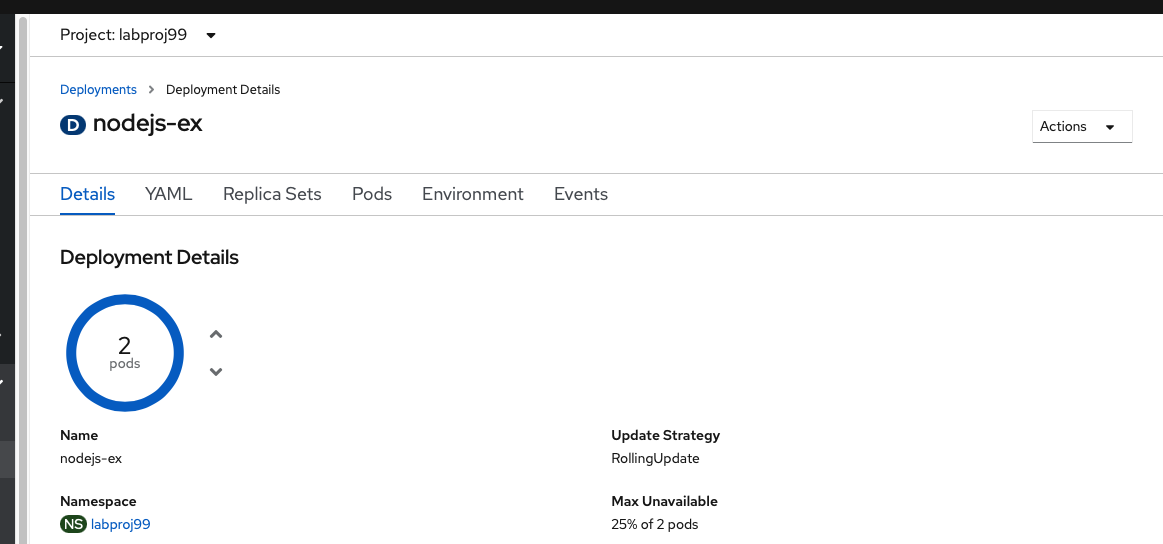 Project: labproj99
Deployments > Deployment Details
D nodejs-ex
Actions
Details YAML Replica Sets Pods Environment Events
Deployment Details
2
pods
Name
nodejs-ex
Update Strategy
RollingUpdate
Namespace
NS labproj99
Max Unavailable
25% of 2 pods